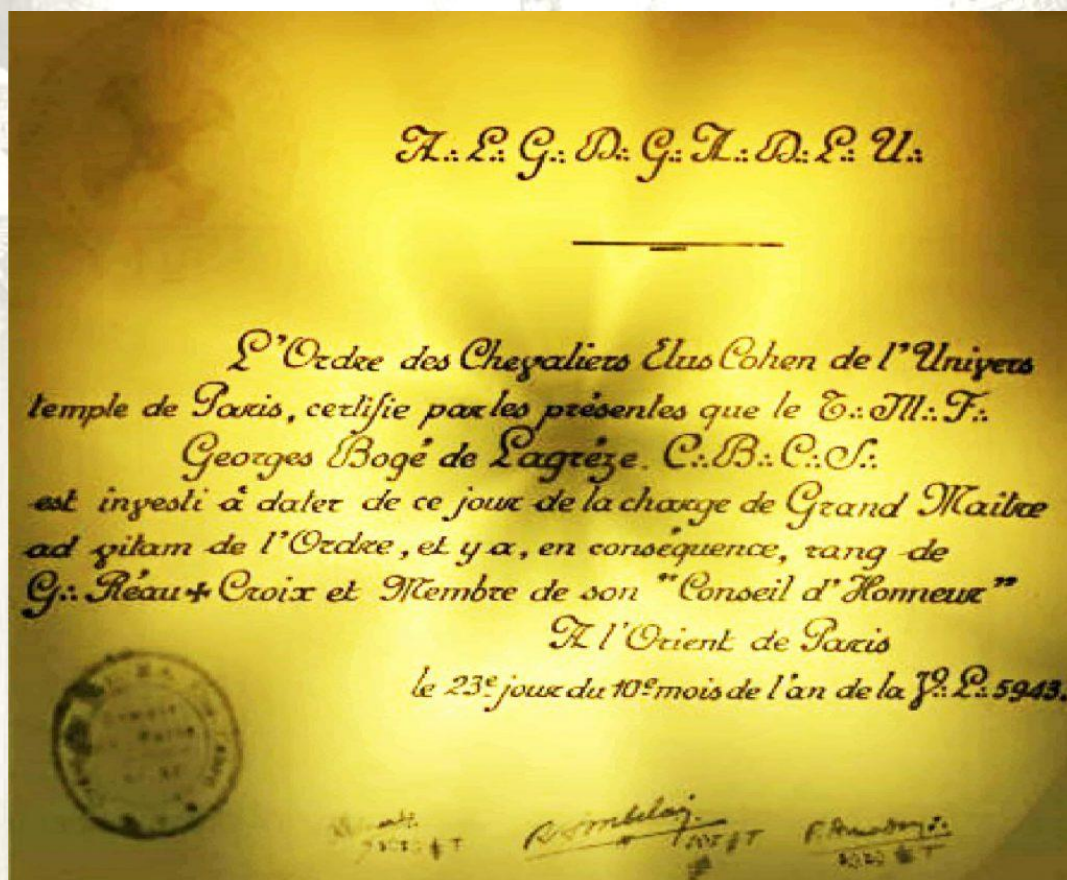 A∴ L∴ G∴ D∴ G∴ A∴ D∴ L∴ U∴
L'Ordre des Chevaliers Elus Cohen de l'Univers
temple de Paris, certifie par les présentes que le T∴ M∴ F∴
Georges Bogé de Lagréze. C∴ B∴ C∴ S∴
est investi à dater de ce jour de la charge de Grand Maître
ad vitam de l'Ordre, et y a, en conséquence, rang de
G∴ Réau+Croix et Membre de son "Conseil d'Honneur"
A l'Orient de Paris
le 23e jour du 10e mois de l'an de la V∴ L∴ 5943.
R. Ambelain